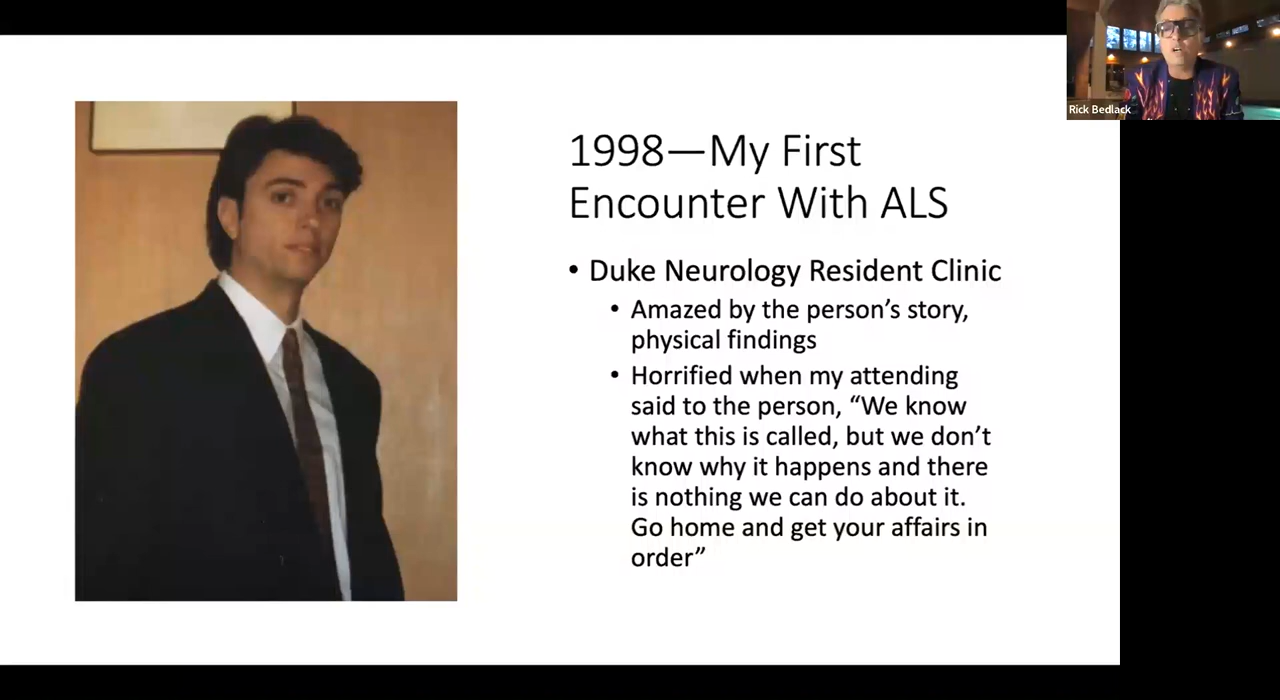 Rick Bedlack
1998—My First
Encounter With ALS
• Duke Neurology Resident Clinic
• Amazed by the person’s story,
physical findings
• Horrified when my attending
said to the person, “We know
what this is called, but we don’t
know why it happens and there
is nothing we can do about it.
Go home and get your affairs in
order”